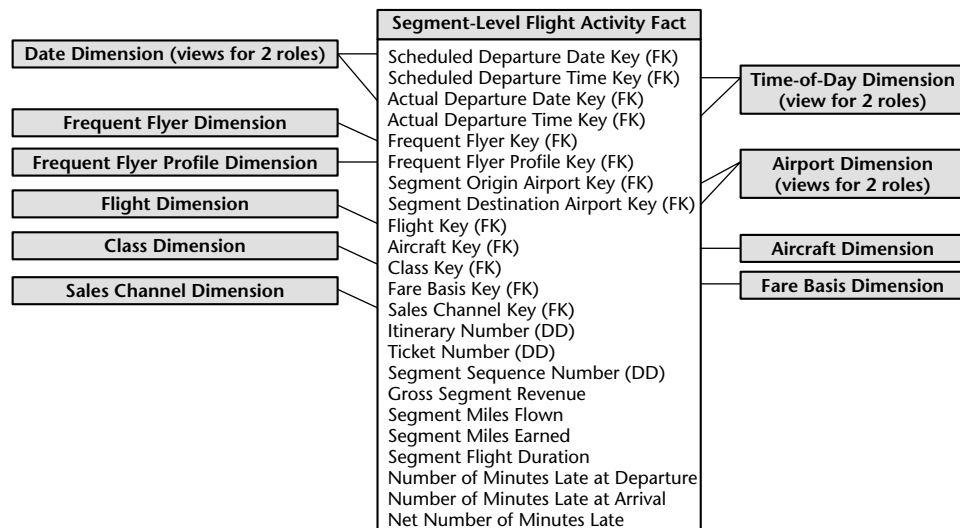 Segment-Level Flight Activity Fact
Date Dimension (views for 2 roles)
Frequent Flyer Dimension
Frequent Flyer Profile Dimension
Flight Dimension
Class Dimension
Sales Channel Dimension
Scheduled Departure Date Key (FK)
Scheduled Departure Time Key (FK)
Actual Departure Date Key (FK)
Actual Departure Time Key (FK)
Frequent Flyer Key (FK)
Frequent Flyer Profile Key (FK)
Segment Origin Airport Key (FK)
Segment Destination Airport Key (FK)
Flight Key (FK)
Aircraft Key (FK)
Class Key (FK)
Fare Basis Key (FK)
Sales Channel Key (FK)
Itinerary Number (DD)
Ticket Number (DD)
Segment Sequence Number (DD)
Gross Segment Revenue
Segment Miles Flown
Segment Miles Earned
Segment Flight Duration
Number of Minutes Late at Departure
Number of Minutes Late at Arrival
Net Number of Minutes Late
Time-of-Day Dimension
(view for 2 roles)
Airport Dimension
(views for 2 roles)
Aircraft Dimension
Fare Basis Dimension